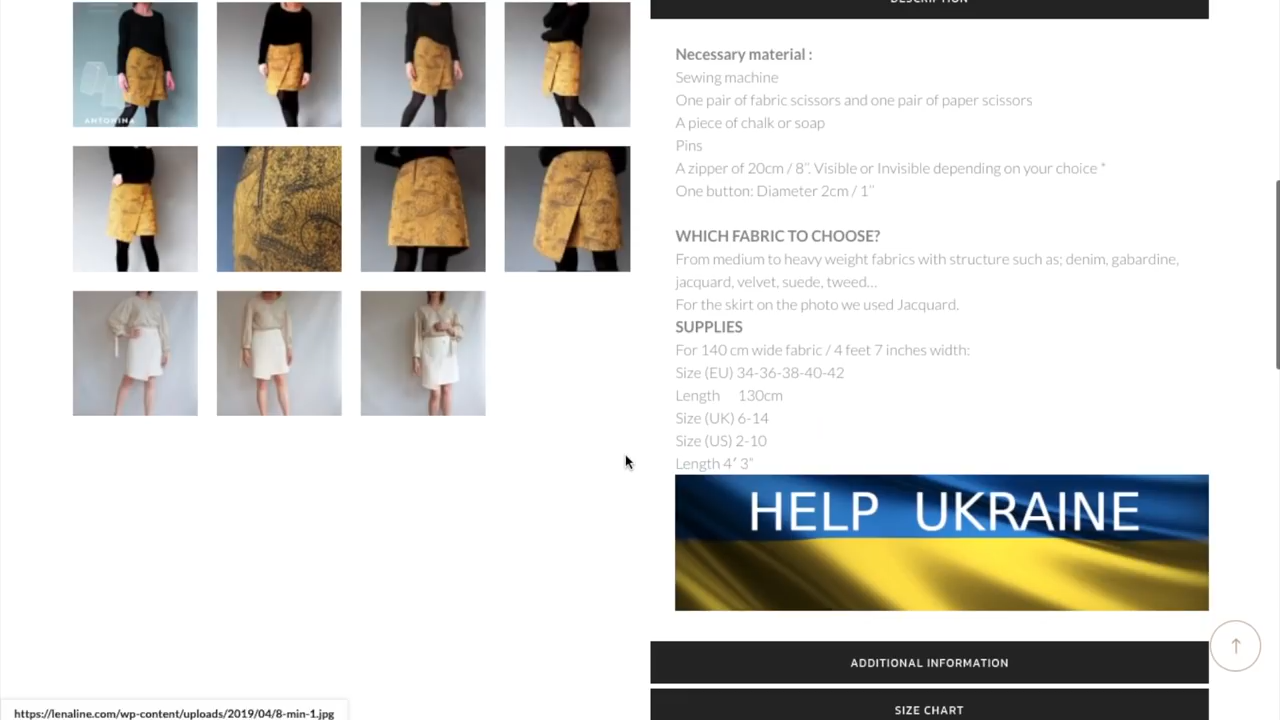 DESCRIPTION
ANTONINA
Necessary material :
Sewing machine
One pair of fabric scissors and one pair of paper scissors
A piece of chalk or soap
Pins
A zipper of 20cm / 8¨. Visible or Invisible depending on your choice *
One button: Diameter 2cm / 1¨
WHICH FABRIC TO CHOOSE?
From medium to heavy weight fabrics with structure such as; denim, gabardine,
jacquard, velvet, suede, tweed…
For the skirt on the photo we used Jacquard.
SUPPLIES
For 140 cm wide fabric / 4 feet 7 inches width:
Size (EU) 34-36-38-40-42
Length 130cm
Size (UK) 6-14
Size (US) 2-10
Length 4′ 3”
HELP UKRAINE
ADDITIONAL INFORMATION
SIZE CHART
https://lenaline.com/wp-content/uploads/2019/04/8-min-1.jpg